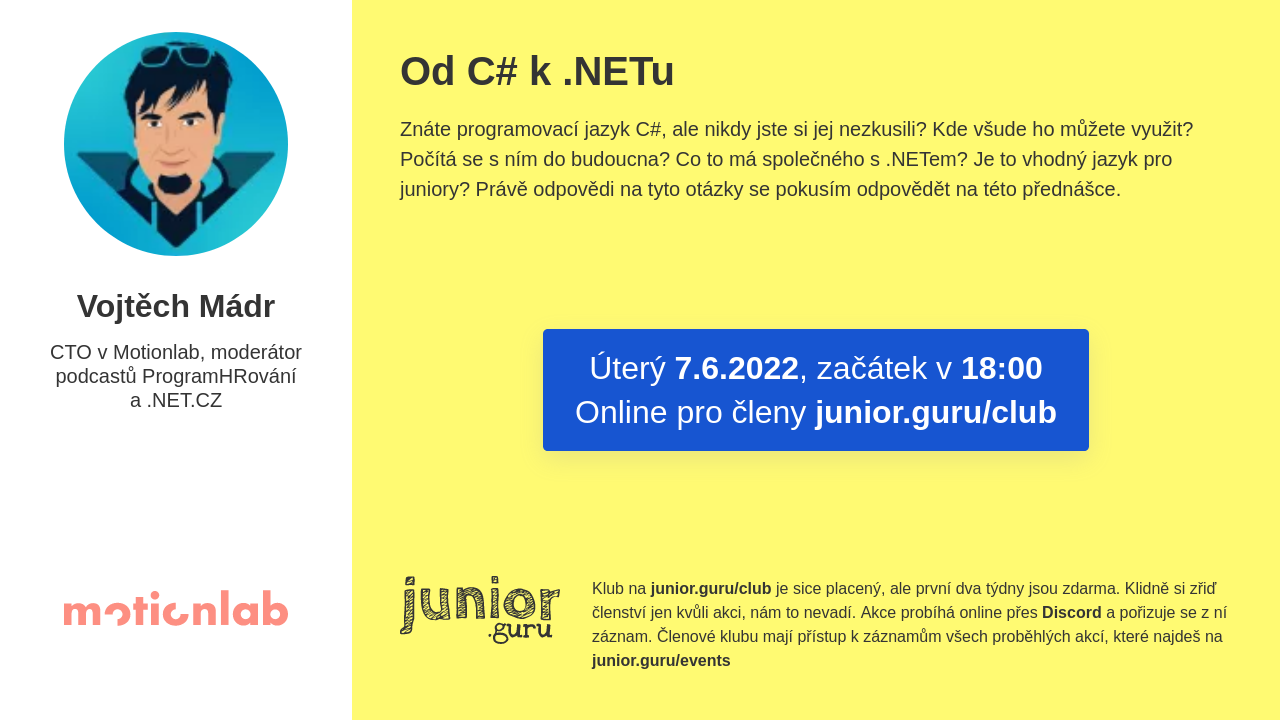 Od C# k .NETu
Znáte programovací jazyk C#, ale nikdy jste si jej nezkusili? Kde všude ho můžete využit?
Počítá se s ním do budoucna? Co to má společného s .NETem? Je to vhodný jazyk pro
juniory? Právě odpovědi na tyto otázky se pokusím odpovědět na této přednášce.
Vojtěch Mádr
CTO v Motionlab, moderátor
podcastů ProgramHRování
a .NET.CZ
Úterý 7.6.2022, začátek v 18:00
Online pro členy junior.guru/club
motionlab
junior
.guru
Klub na junior.guru/club je sice placený, ale první dva týdny jsou zdarma. Klidně si zřiď
členství jen kvůli akci, nám to nevadí. Akce probíhá online přes Discord a pořizuje se z ní
záznam. Členové klubu mají přístup k záznamům všech proběhlých akcí, které najdeš na
junior.guru/events